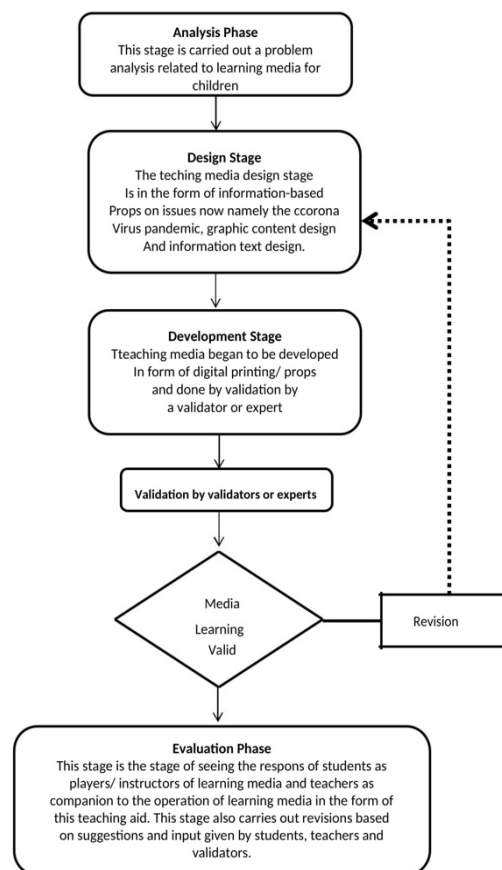 Analysis Phase
This stage is carried out a problem
analysis related to learning media for
children
Design Stage
The teching media design stage
Is in the form of information-based
Props on issues now namely the ccorona
Virus pandemic, graphic content design
And information text design.
Development Stage
Tteaching media began to be developed
In form of digital printing/ props
and done by validation by
a validator or expert
Validation by validators or experts
Media
Learning
Valid
Revision
Evaluation Phase
This stage is the stage of seeing the respons of students as
players/ instructors of learning media and teachers as
companion to the operation of learning media in the form of
this teaching aid. This stage also carries out revisions based
on suggestions and input given by students, teachers and
validators.